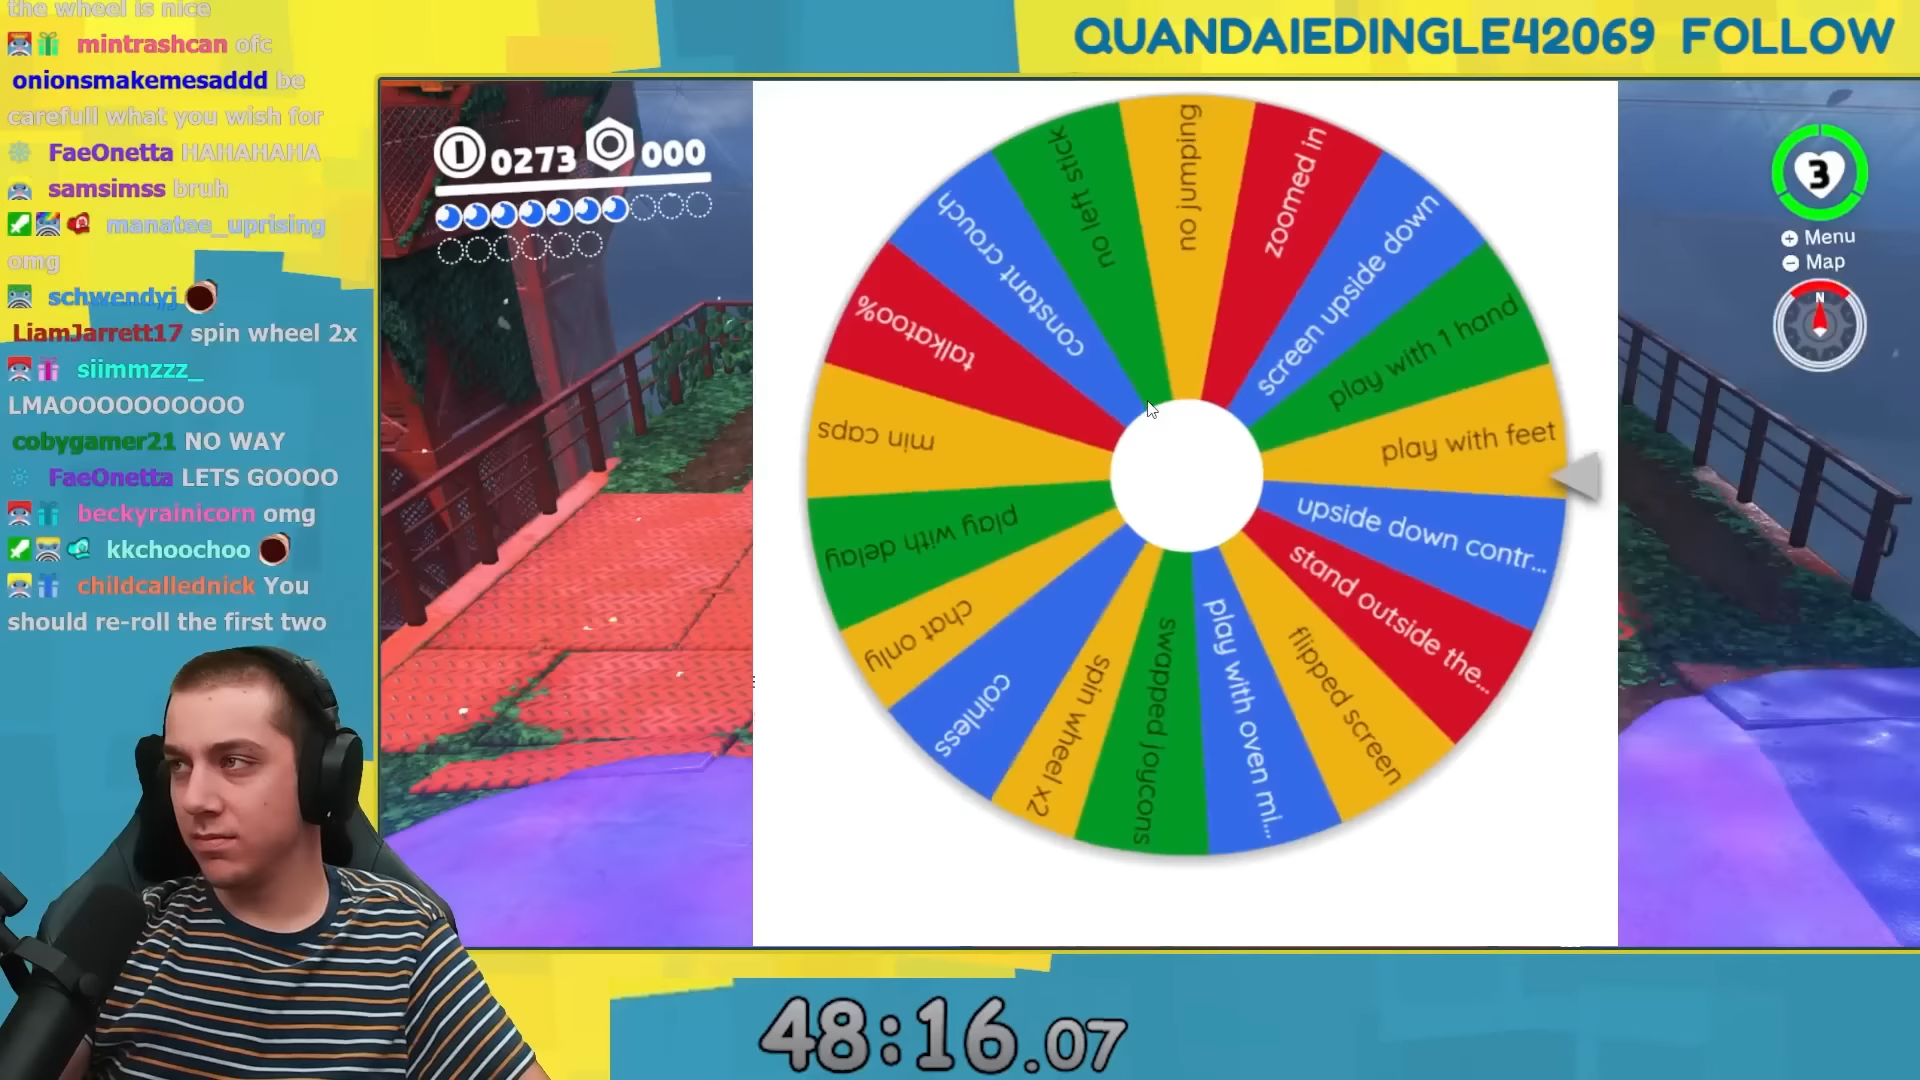 the wheel is nice
mintrashcan ofc
onionsmakemesaddd be
carefull what you wish for
FaeOnetta HAHAHAHA
samsimss bruh
manatee_uprising
omg
schwendyj
LiamJarrett17 spin wheel 2x
siimmzzz_
LMAOOOOOOOOOO
cobygamer21 NO WAY
FaeOnetta LETS GOOOO
beckyrainicorn omg
kkchoochoo
childcallednick You
should re-roll the first two
QUANDAIEDINGLE42069 FOLLOW
0273 000
no jumping
zoomed in
screen upside down
play with 1 hand
play with feet
upside down contr...
stand outside the...
flipped screen
play with oven mi...
swapped joycons
spin wheel x2
coinless
chat only
play with delay
min caps
talkatoo%
constant crouch
no left stick
3
+ Menu
- Map
N
48:16.07